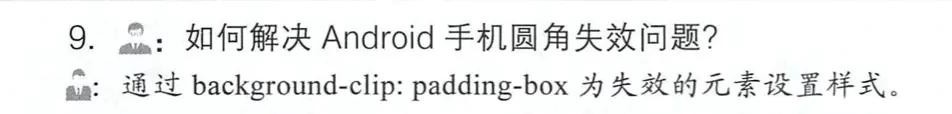 9. ：如何解决 Android 手机圆角失效问题？
：通过 background-clip: padding-box 为失效的元素设置样式。